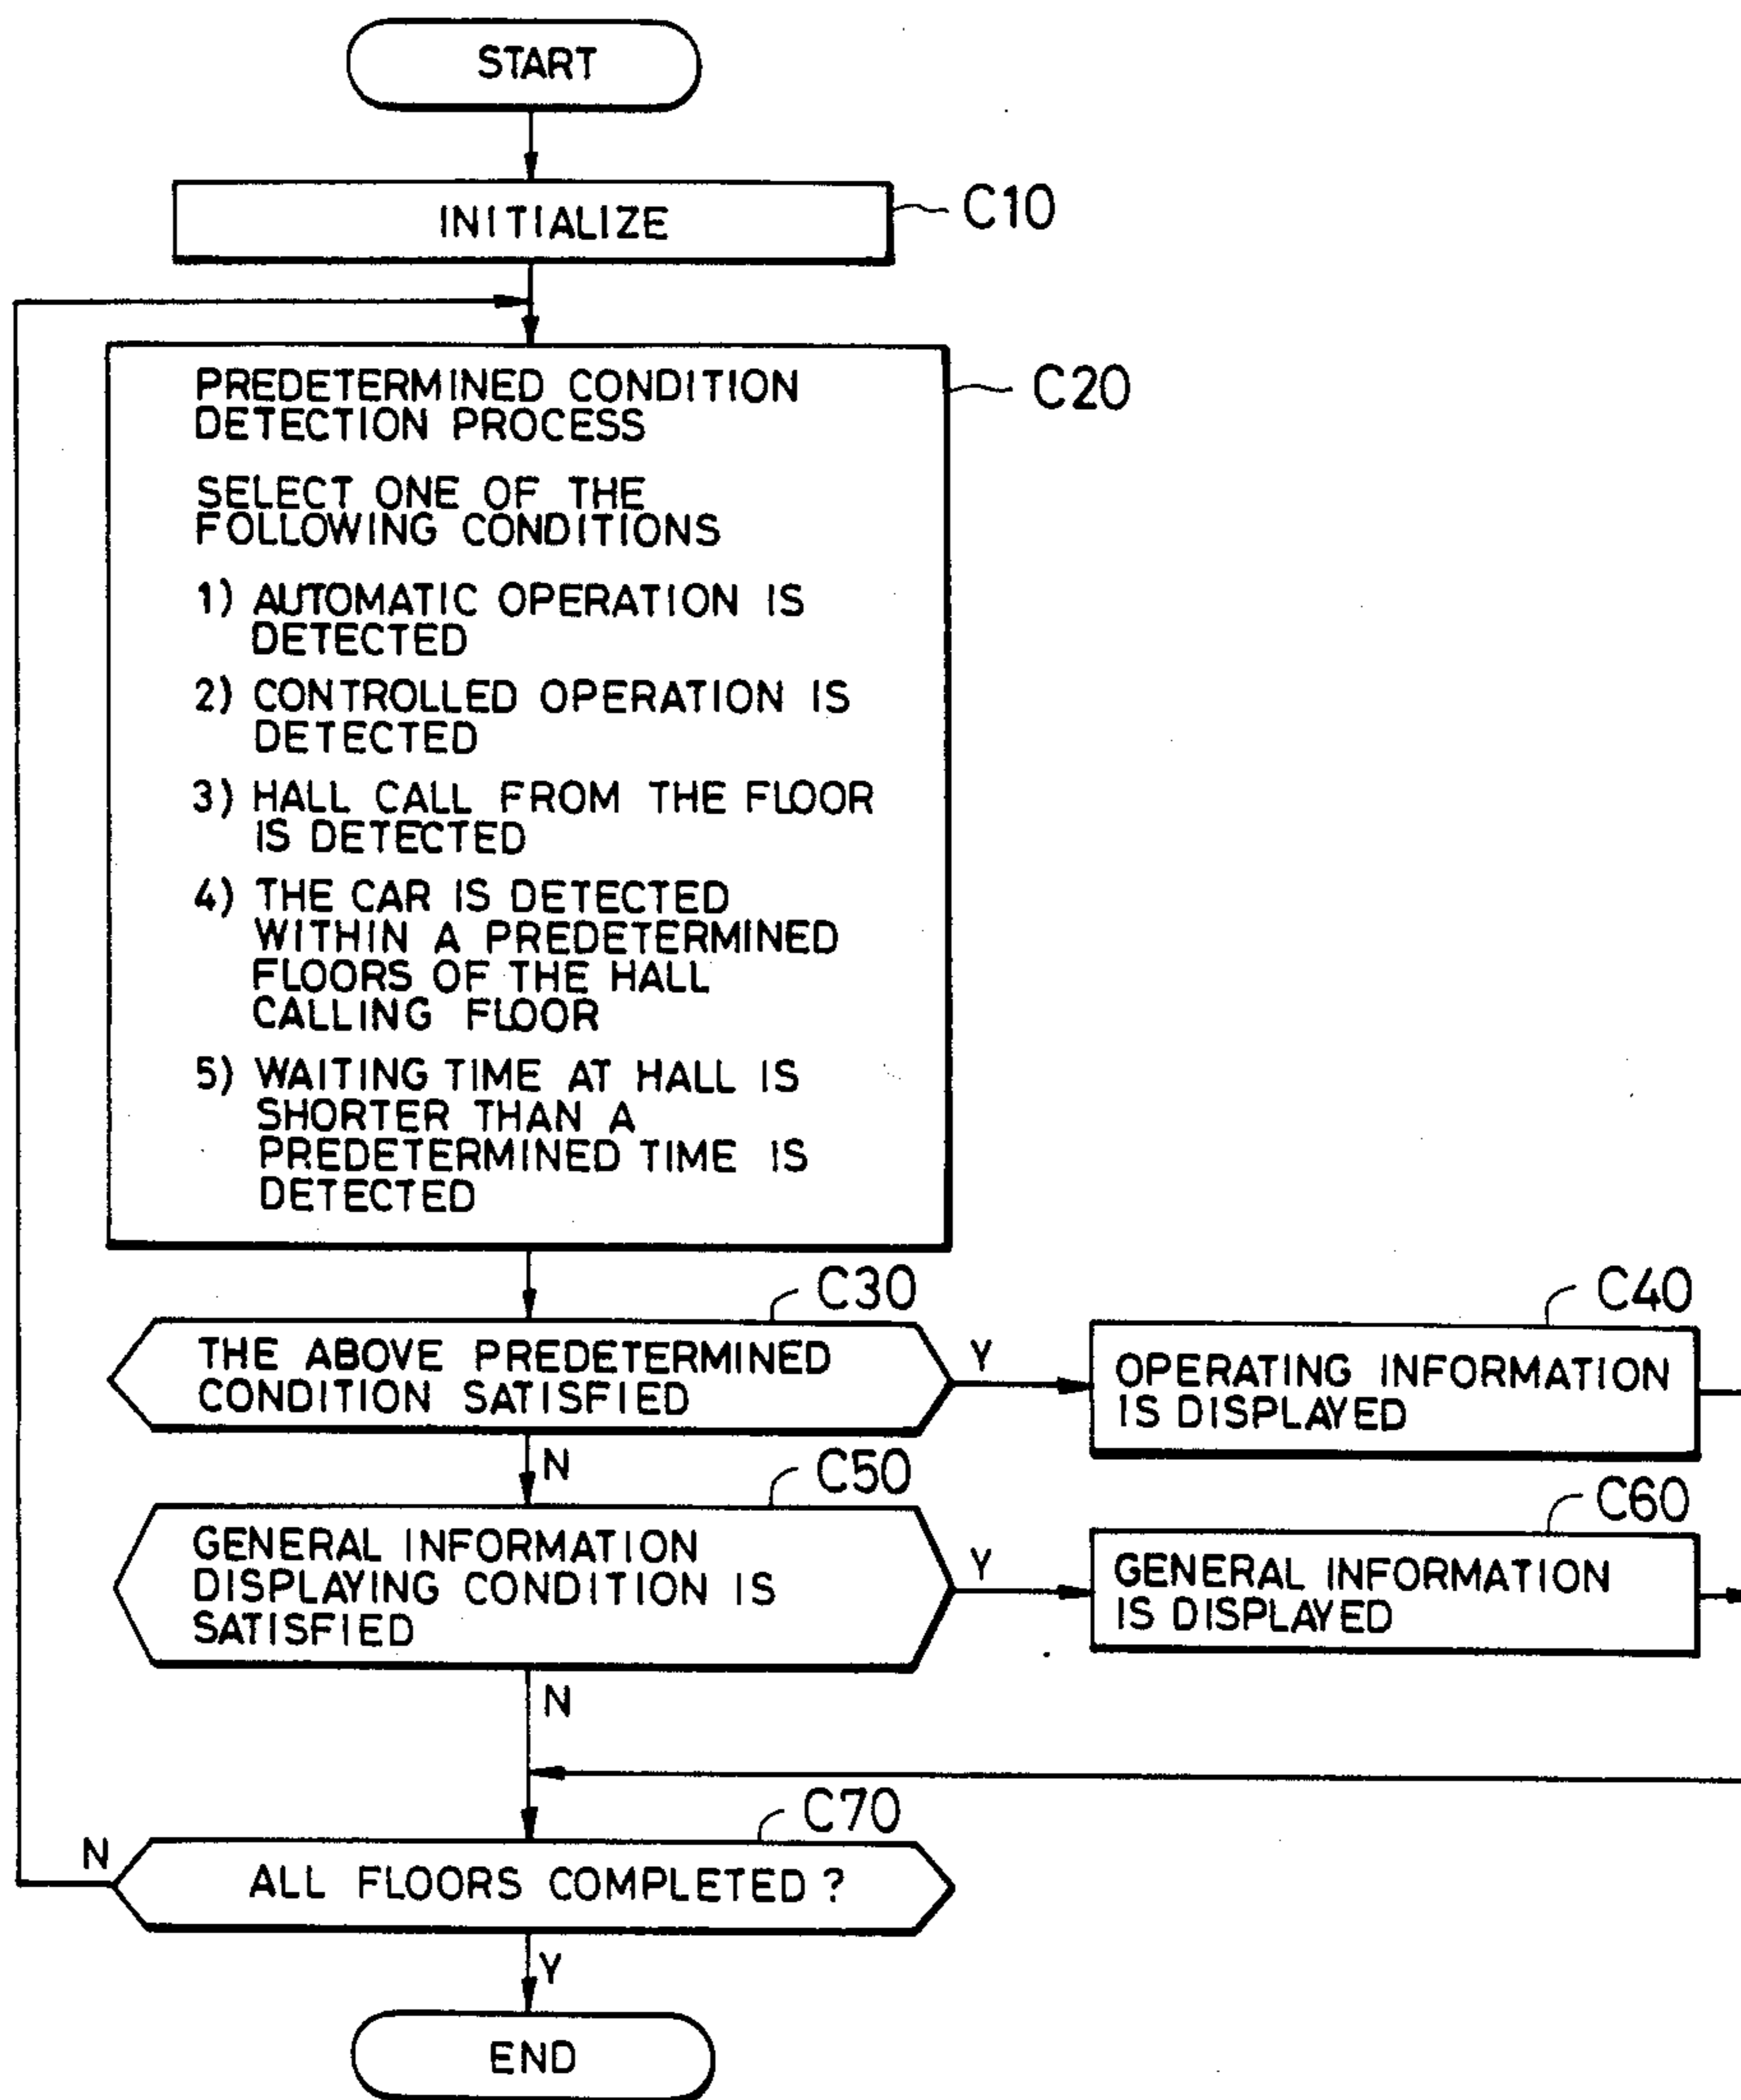 START
INITIALIZE
C10
PREDETERMINED CONDITION
DETECTION PROCESS
C20
SELECT ONE OF THE
FOLLOWING CONDITIONS
1) AUTOMATIC OPERATION IS
DETECTED
2) CONTROLLED OPERATION IS
DETECTED
3) HALL CALL FROM THE FLOOR
IS DETECTED
4) THE CAR IS DETECTED
WITHIN A PREDETERMINED
FLOORS OF THE HALL
CALLING FLOOR
5) WAITING TIME AT HALL IS
SHORTER THAN A
PREDETERMINED TIME IS
DETECTED
C30
THE ABOVE PREDETERMINED
CONDITION SATISFIED
Y
C40
OPERATING INFORMATION
IS DISPLAYED
N
C50
GENERAL INFORMATION
DISPLAYING CONDITION IS
SATISFIED
Y
C60
GENERAL INFORMATION
IS DISPLAYED
N
C70
N
ALL FLOORS COMPLETED ?
Y
END